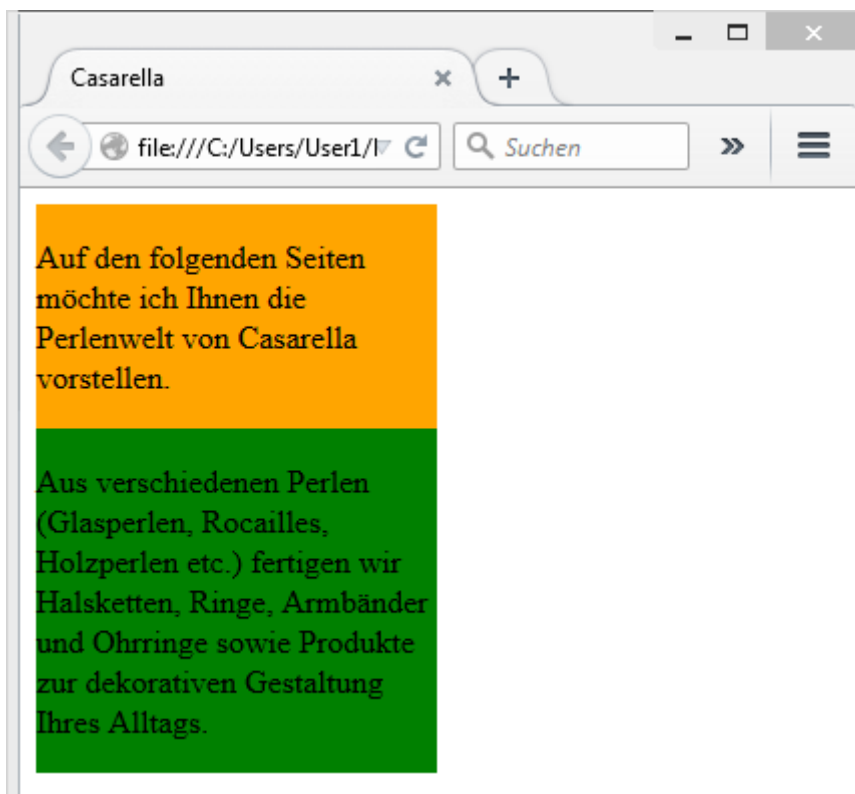 Casarella
file:///C:/Users/User1/
Suchen
Auf den folgenden Seiten
möchte ich Ihnen die
Perlenwelt von Casarella
vorstellen.
Aus verschiedenen Perlen
(Glasperlen, Rocailles,
Holzperlen etc.) fertigen wir
Halsketten, Ringe, Armbänder
und Ohrringe sowie Produkte
zur dekorativen Gestaltung
Ihres Alltags.